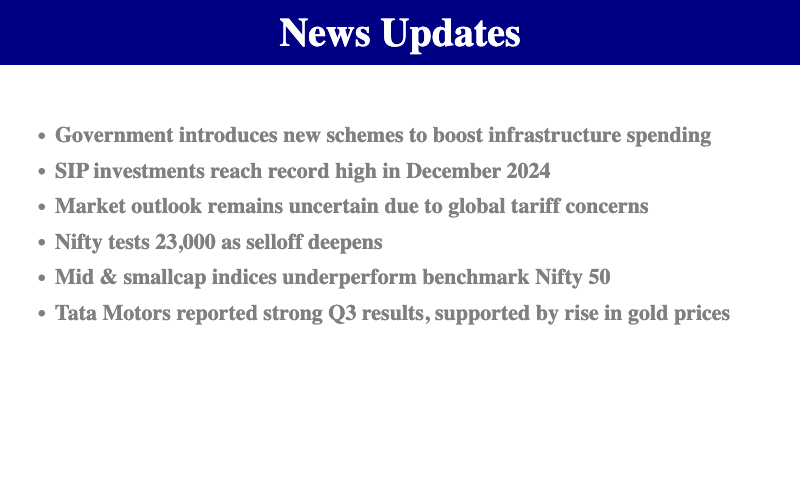 News Updates
• Government introduces new schemes to boost infrastructure spending
• SIP investments reach record high in December 2024
• Market outlook remains uncertain due to global tariff concerns
• Nifty tests 23,000 as selloff deepens
• Mid & smallcap indices underperform benchmark Nifty 50
• Tata Motors reported strong Q3 results, supported by rise in gold prices